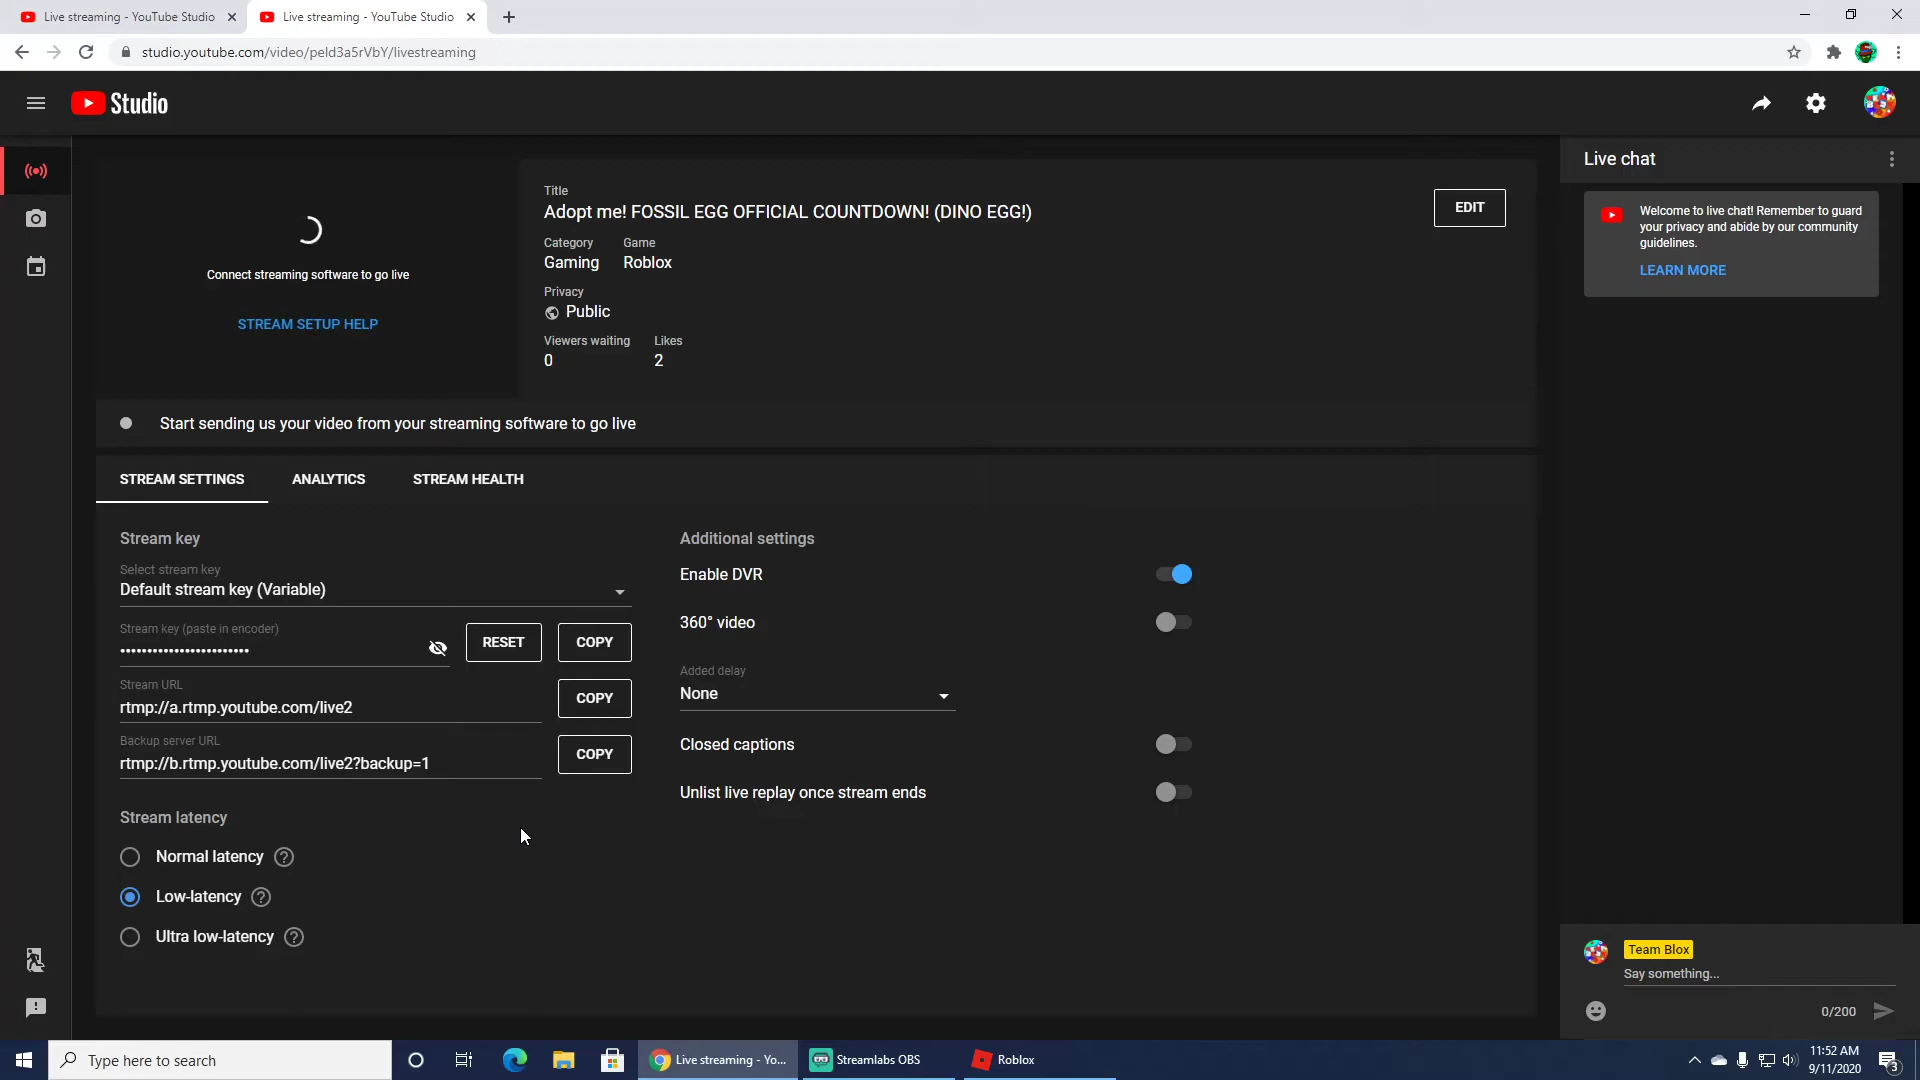 Live streaming - YouTube Studio
Live streaming - YouTube Studio
studio.youtube.com/video/peld3a5rVbY/livestreaming
Studio
Connect streaming software to go live
STREAM SETUP HELP
Title
Adopt me! FOSSIL EGG OFFICIAL COUNTDOWN! (DINO EGG!)
EDIT
Category Game
Gaming Roblox
Privacy
Public
Viewers waiting Likes
0 2
Start sending us your video from your streaming software to go live
STREAM SETTINGS ANALYTICS STREAM HEALTH
Stream key
Select stream key
Default stream key (Variable)
Stream key (paste in encoder)
••••••••••••••••••••••••
RESET COPY
Stream URL
rtmp://a.rtmp.youtube.com/live2
COPY
Backup server URL
rtmp://b.rtmp.youtube.com/live2?backup=1
COPY
Stream latency
Normal latency ?
Low-latency ?
Ultra low-latency ?
Additional settings
Enable DVR
360° video
Added delay
None
Closed captions
Unlist live replay once stream ends
Live chat
Welcome to live chat! Remember to guard
your privacy and abide by our community
guidelines.
LEARN MORE
Team Blox
Say something...
0/200
Type here to search
Live streaming - Yo...
Streamlabs OBS
Roblox
11:52 AM
9/11/2020
3